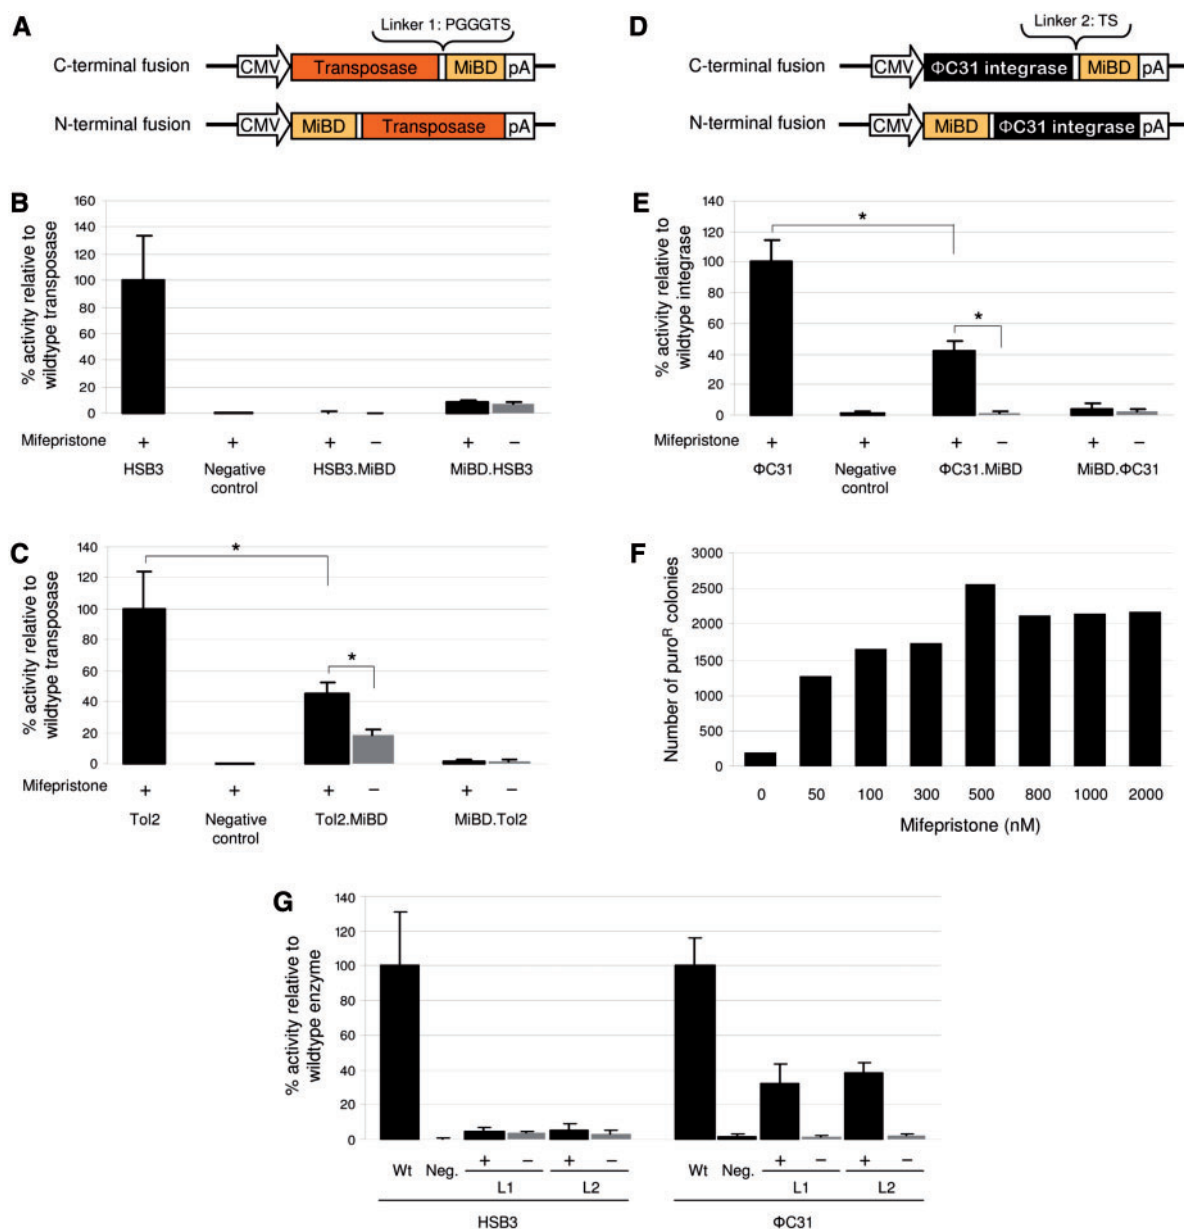 A
Linker 1: PGGGTS
C-terminal fusion
CMV
Transposase
MiBD
pA
N-terminal fusion
CMV
MiBD
Transposase
pA
D
Linker 2: TS
C-terminal fusion
CMV
ΦC31 integrase
MiBD
pA
N-terminal fusion
CMV
MiBD
ΦC31 integrase
pA
B
% activity relative to
wildtype transposase
160
140
120
100
80
60
40
20
0
Mifepristone + + + − + −
HSB3 Negative HSB3.MiBD MiBD.HSB3
control
E
% activity relative to
wildtype integrase
140
120
100
80
60
40
20
0
*
*
Mifepristone + + + − + −
ΦC31 Negative ΦC31.MiBD MiBD.ΦC31
control
C
% activity relative to
wildtype transposase
140
120
100
80
60
40
20
0
*
*
Mifepristone + + + − + −
Tol2 Negative Tol2.MiBD MiBD.Tol2
control
F
Number of puroᴿ colonies
3000
2500
2000
1500
1000
500
0
0 50 100 300 500 800 1000 2000
Mifepristone (nM)
G
% activity relative to
wildtype enzyme
140
120
100
80
60
40
20
0
Wt Neg. + − + − Wt Neg. + − + −
L1 L2 L1 L2
HSB3 ΦC31